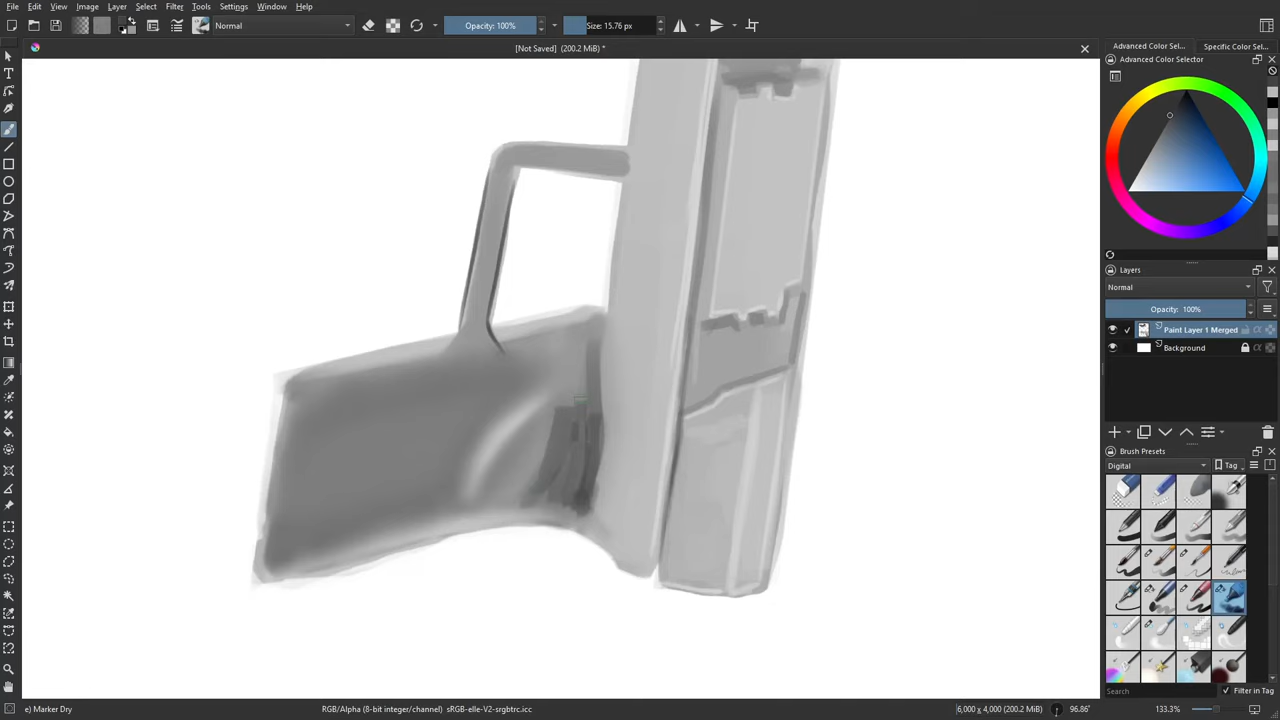 File Edit View Image Layer Select Filter Tools Settings Window Help
Normal Opacity: 100% Size: 15.76 px
[Not Saved] (200.2 MiB) *
Advanced Color Sel... Specific Color Sel...
Advanced Color Selector
Layers
Normal
Opacity: 100%
Paint Layer 1 Merged
Background
Brush Presets
Digital Tag
Search Filter in Tag
e) Marker Dry RGB/Alpha (8-bit integer/channel) sRGB-elle-V2-srgbtrc.icc 6,000 x 4,000 (200.2 MiB) 96.86° 133.3%